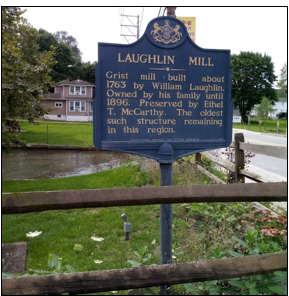 LAUGHLIN MILL
Grist mill built about
1763 by William Laughlin.
Owned by his family until
1896. Preserved by Ethel
T. McCarthy. The oldest
such structure remaining
in this region.